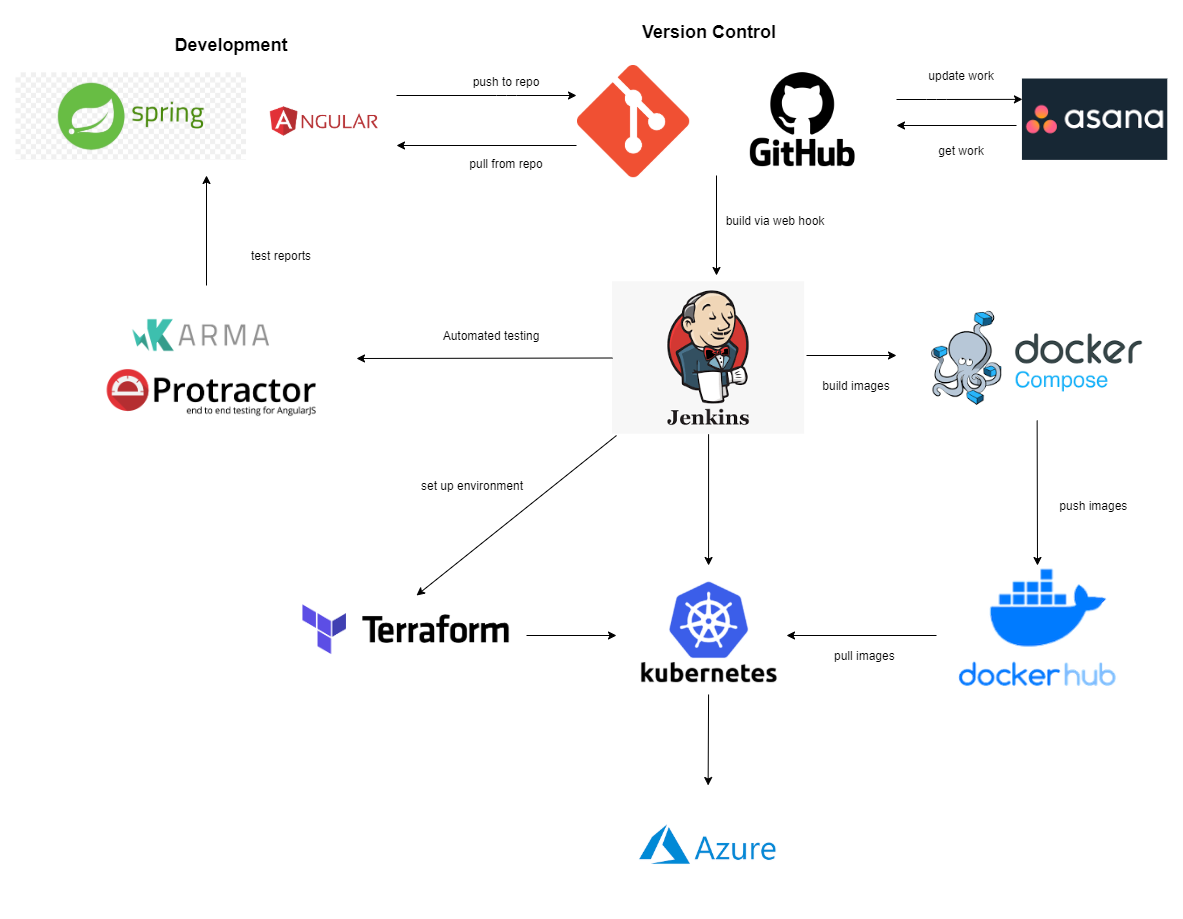 Version Control
Development
update work
push to repo
spring
ANGULAR
asana
GitHub
get work
pull from repo
build via web hook
test reports
KARMA
Automated testing
docker
Compose
build images
Protractor
end to end testing for AngularJS
Jenkins
set up environment
push images
Terraform
pull images
kubernetes
dockerhub
Azure